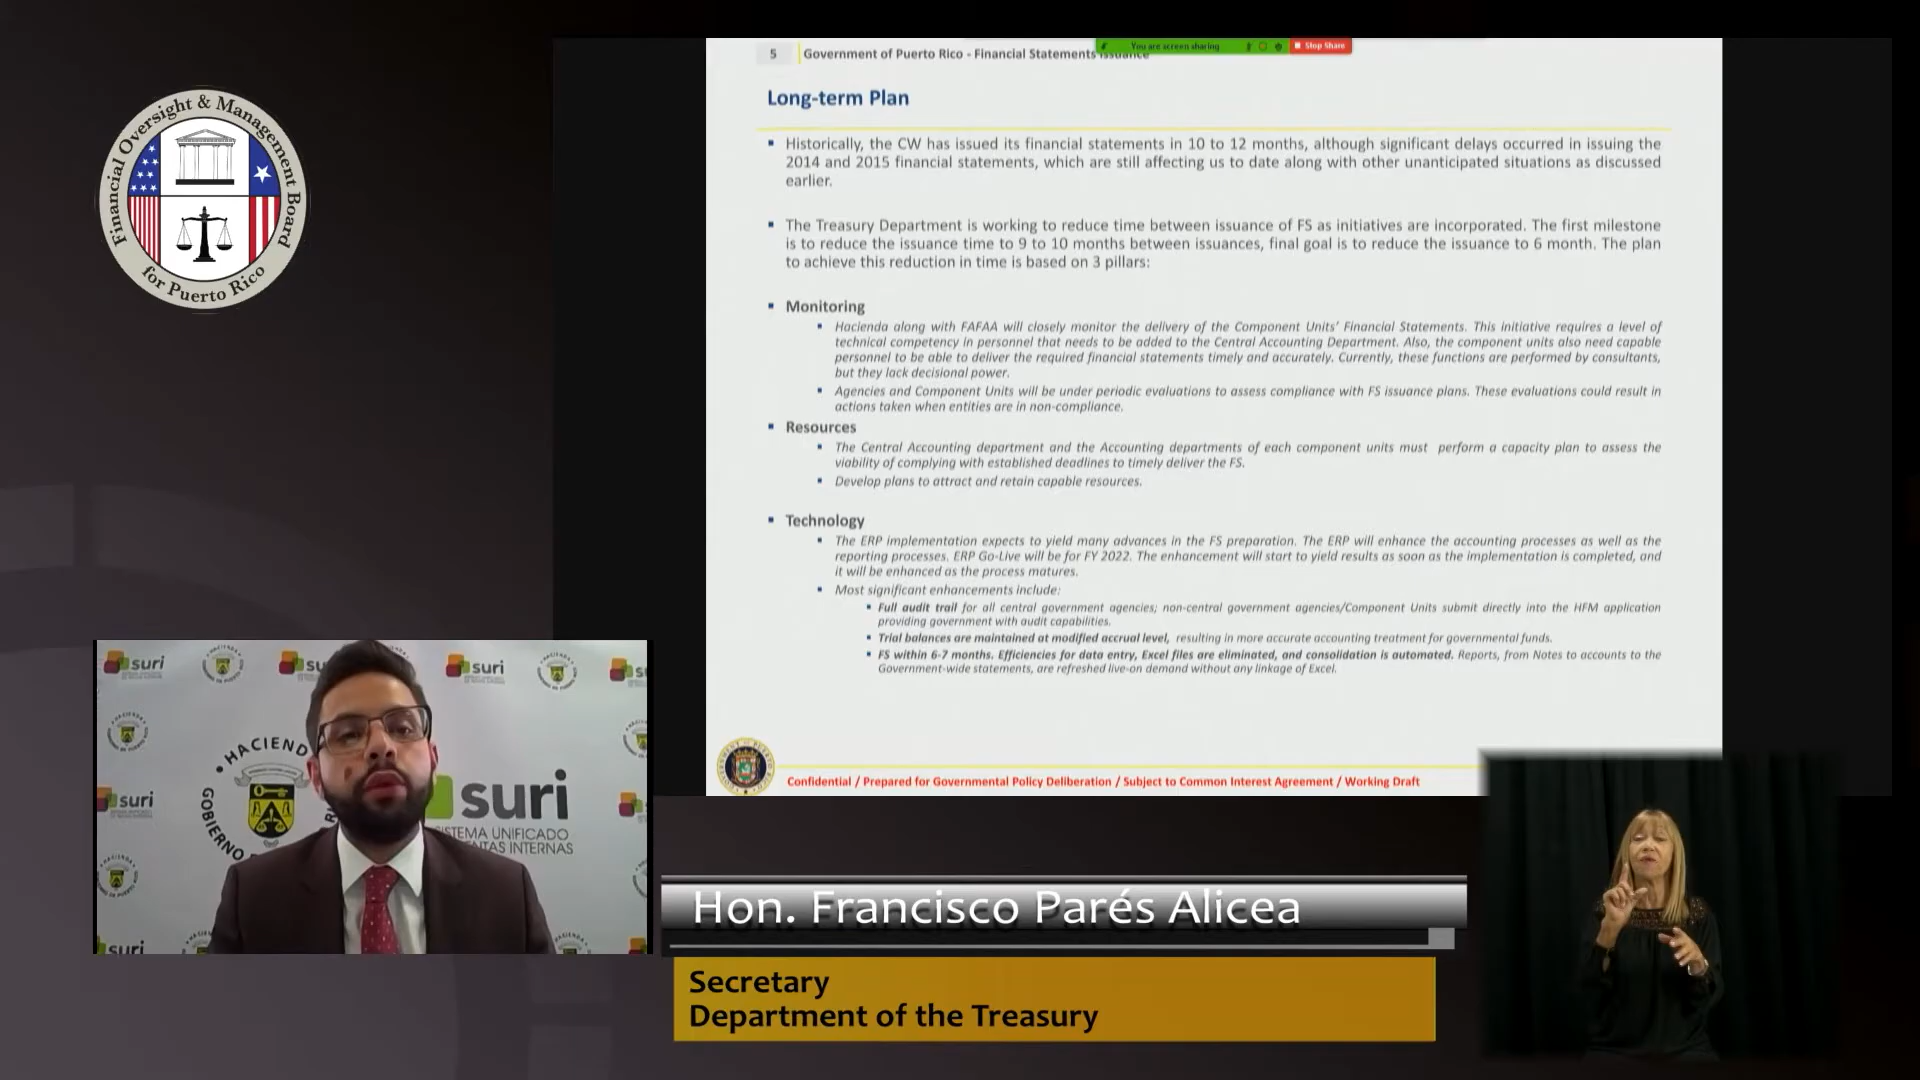 Financial Oversight & Management Board
for Puerto Rico
5
Government of Puerto Rico - Financial Statements Issuance
You are screen sharing
Stop Share
Long-term Plan
Historically, the CW has issued its financial statements in 10 to 12 months, although significant delays occurred in issuing the
2014 and 2015 financial statements, which are still affecting us to date along with other unanticipated situations as discussed
earlier.
The Treasury Department is working to reduce time between issuance of FS as initiatives are incorporated. The first milestone
is to reduce the issuance time to 9 to 10 months between issuances, final goal is to reduce the issuance to 6 month. The plan
to achieve this reduction in time is based on 3 pillars:
Monitoring
Hacienda along with FAFAA will closely monitor the delivery of the Component Units' Financial Statements. This initiative requires a level of
technical competency in personnel that needs to be added to the Central Accounting Department. Also, the component units also need capable
personnel to be able to deliver the required financial statements timely and accurately. Currently, these functions are performed by consultants,
but they lack decisional power.
Agencies and Component Units will be under periodic evaluations to assess compliance with FS issuance plans. These evaluations could result in
actions taken when entities are in non-compliance.
Resources
The Central Accounting department and the Accounting departments of each component units must perform a capacity plan to assess the
viability of complying with established deadlines to timely deliver the FS.
Develop plans to attract and retain capable resources.
Technology
The ERP implementation expects to yield many advances in the FS preparation. The ERP will enhance the accounting processes as well as the
reporting processes. ERP Go-Live will be for FY 2022. The enhancement will start to yield results as soon as the implementation is completed, and
it will be enhanced as the process matures.
Most significant enhancements include:
Full audit trail for all central government agencies; non-central government agencies/Component Units submit directly into the HFM application
providing government with audit capabilities.
Trial balances are maintained at modified accrual level, resulting in more accurate accounting treatment for governmental funds.
FS within 6-7 months. Efficiencies for data entry, Excel files are eliminated, and consolidation is automated. Reports, from Notes to accounts to the
Government-wide statements, are refreshed live-on demand without any linkage of Excel.
Confidential / Prepared for Governmental Policy Deliberation / Subject to Common Interest Agreement / Working Draft
suri
su
suri
su
HACIEND
GOBIERNO
suri
suri
SISTEMA UNIFICADO
NTAS INTERNAS
suri
Hon. Francisco Parés Alicea
Secretary
Department of the Treasury